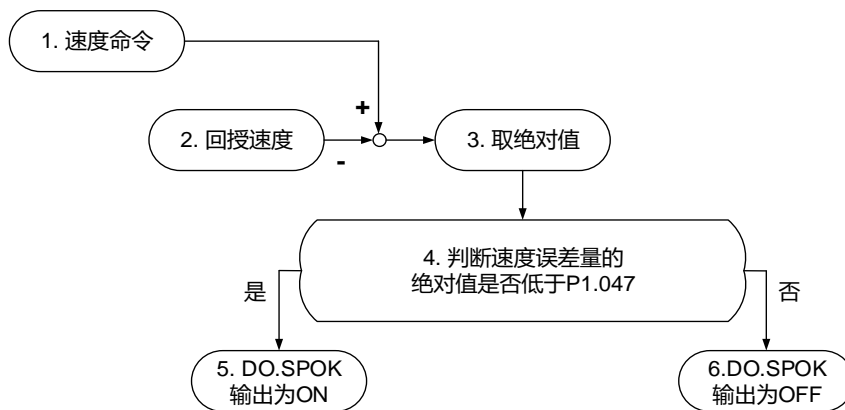 1. 速度命令
+
2. 回授速度
-
3. 取绝对值
4. 判断速度误差量的
绝对值是否低于P1.047
是
否
5. DO.SPOK
输出为ON
6.DO.SPOK
输出为OFF